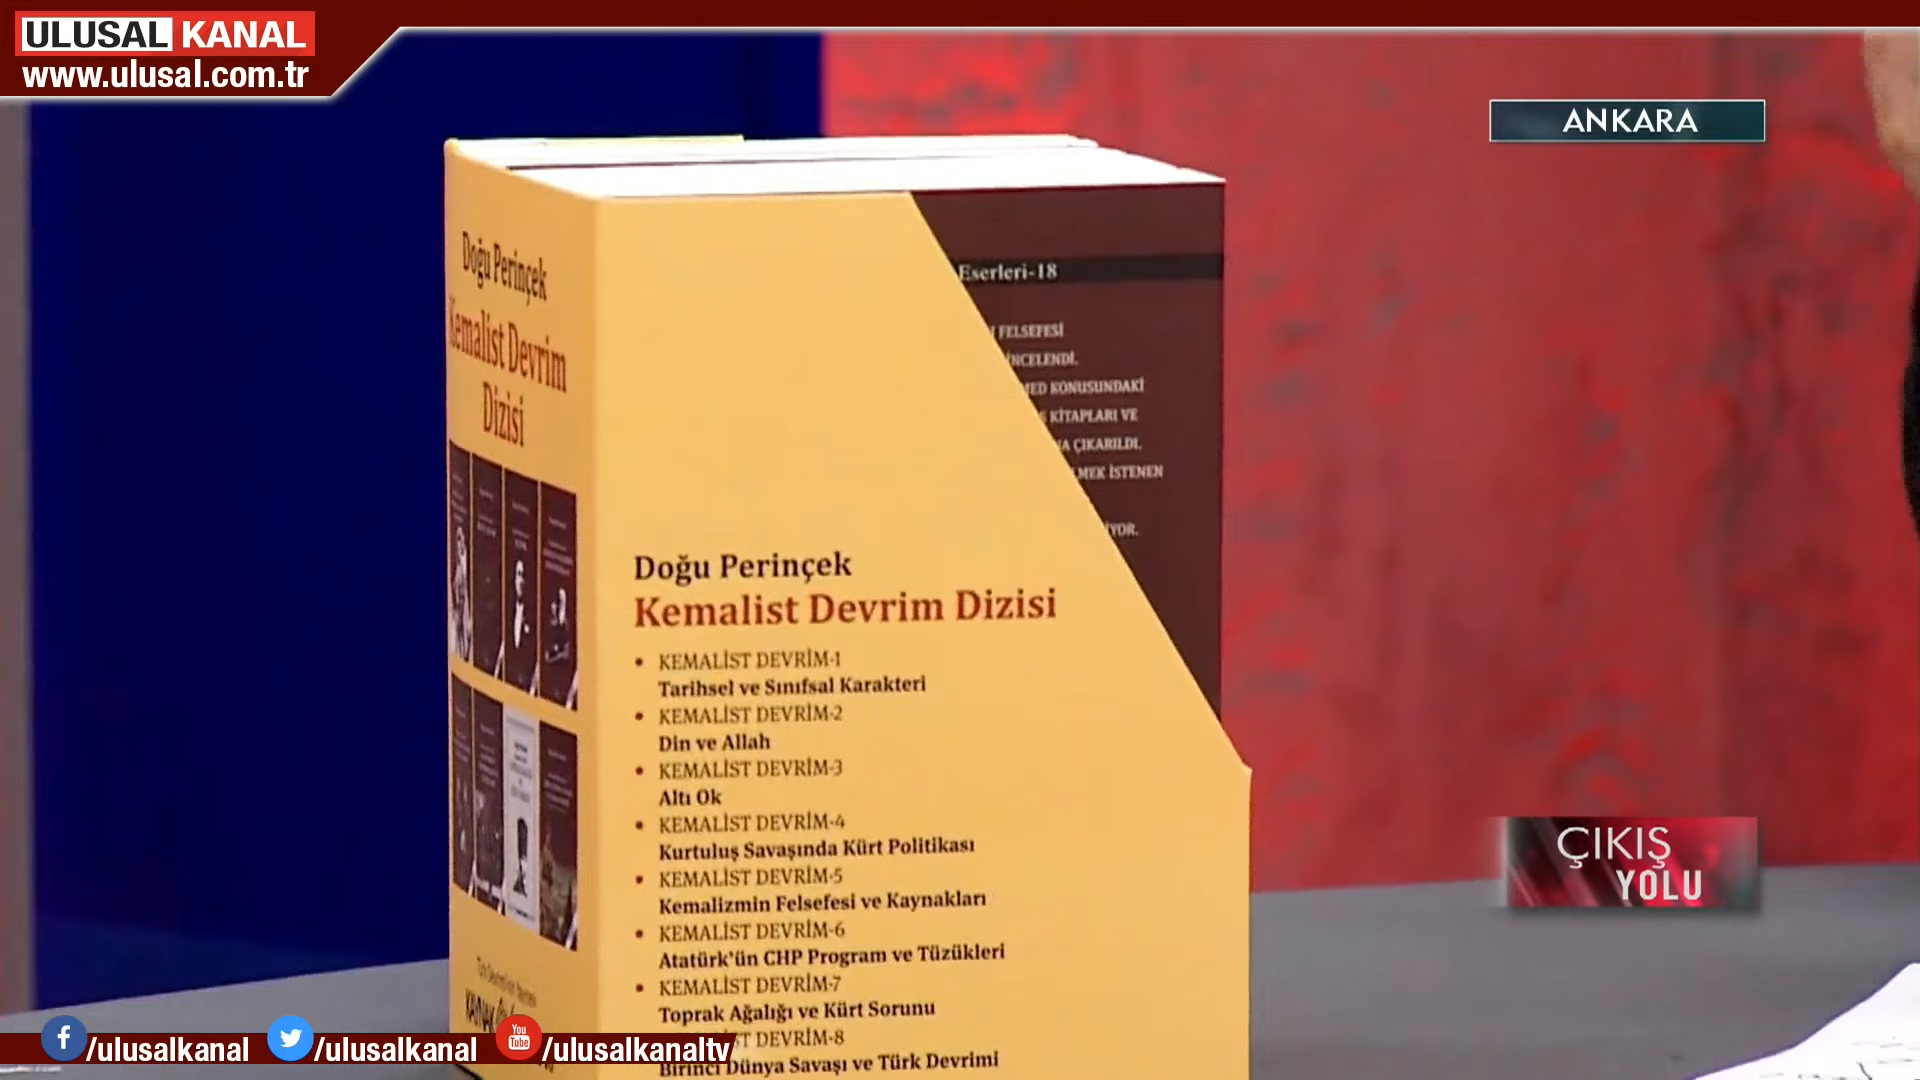 ULUSAL KANAL
www.ulusal.com.tr
ANKARA
Doğu Perinçek
Kemalist Devrim
Dizisi
Eserleri-18
FELSEFESİ
İNCELENDİ.
KONUSUNDAKİ
KİTAPLARI VE
ÇIKARILDI.
İSTENEN
Doğu Perinçek
Kemalist Devrim Dizisi
• KEMALİST DEVRİM-1
Tarihsel ve Sınıfsal Karakteri
• KEMALİST DEVRİM-2
Din ve Allah
• KEMALİST DEVRİM-3
Altı Ok
• KEMALİST DEVRİM-4
Kurtuluş Savaşında Kürt Politikası
• KEMALİST DEVRİM-5
Kemalizmin Felsefesi ve Kaynakları
• KEMALİST DEVRİM-6
Atatürk'ün CHP Program ve Tüzükleri
• KEMALİST DEVRİM-7
Toprak Ağalığı ve Kürt Sorunu
DEVRİM-8
Birinci Dünya Savaşı ve Türk Devrimi
ÇIKIŞ
YOLU
/ulusalkanal /ulusalkanal You Tube /ulusalkanaltv